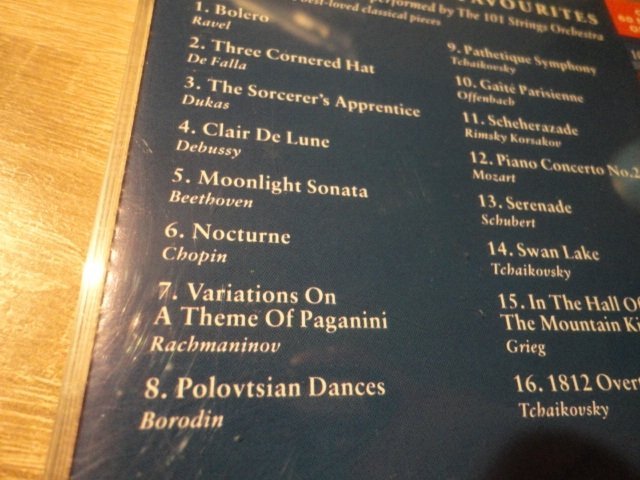 FAVOURITES
performed by The 101 Strings Orchestra
best-loved classical pieces
1. Bolero
Ravel
2. Three Cornered Hat
De Falla
3. The Sorcerer's Apprentice
Dukas
4. Clair De Lune
Debussy
5. Moonlight Sonata
Beethoven
6. Nocturne
Chopin
7. Variations On
A Theme Of Paganini
Rachmaninov
8. Polovtsian Dances
Borodin
9. Pathetique Symphony
Tchaikovsky
10. Gaîté Parisienne
Offenbach
11. Scheherazade
Rimsky Korsakov
12. Piano Concerto No.2
Mozart
13. Serenade
Schubert
14. Swan Lake
Tchaikovsky
15. In The Hall Of
The Mountain Ki
Grieg
16. 1812 Overt
Tchaikovsky